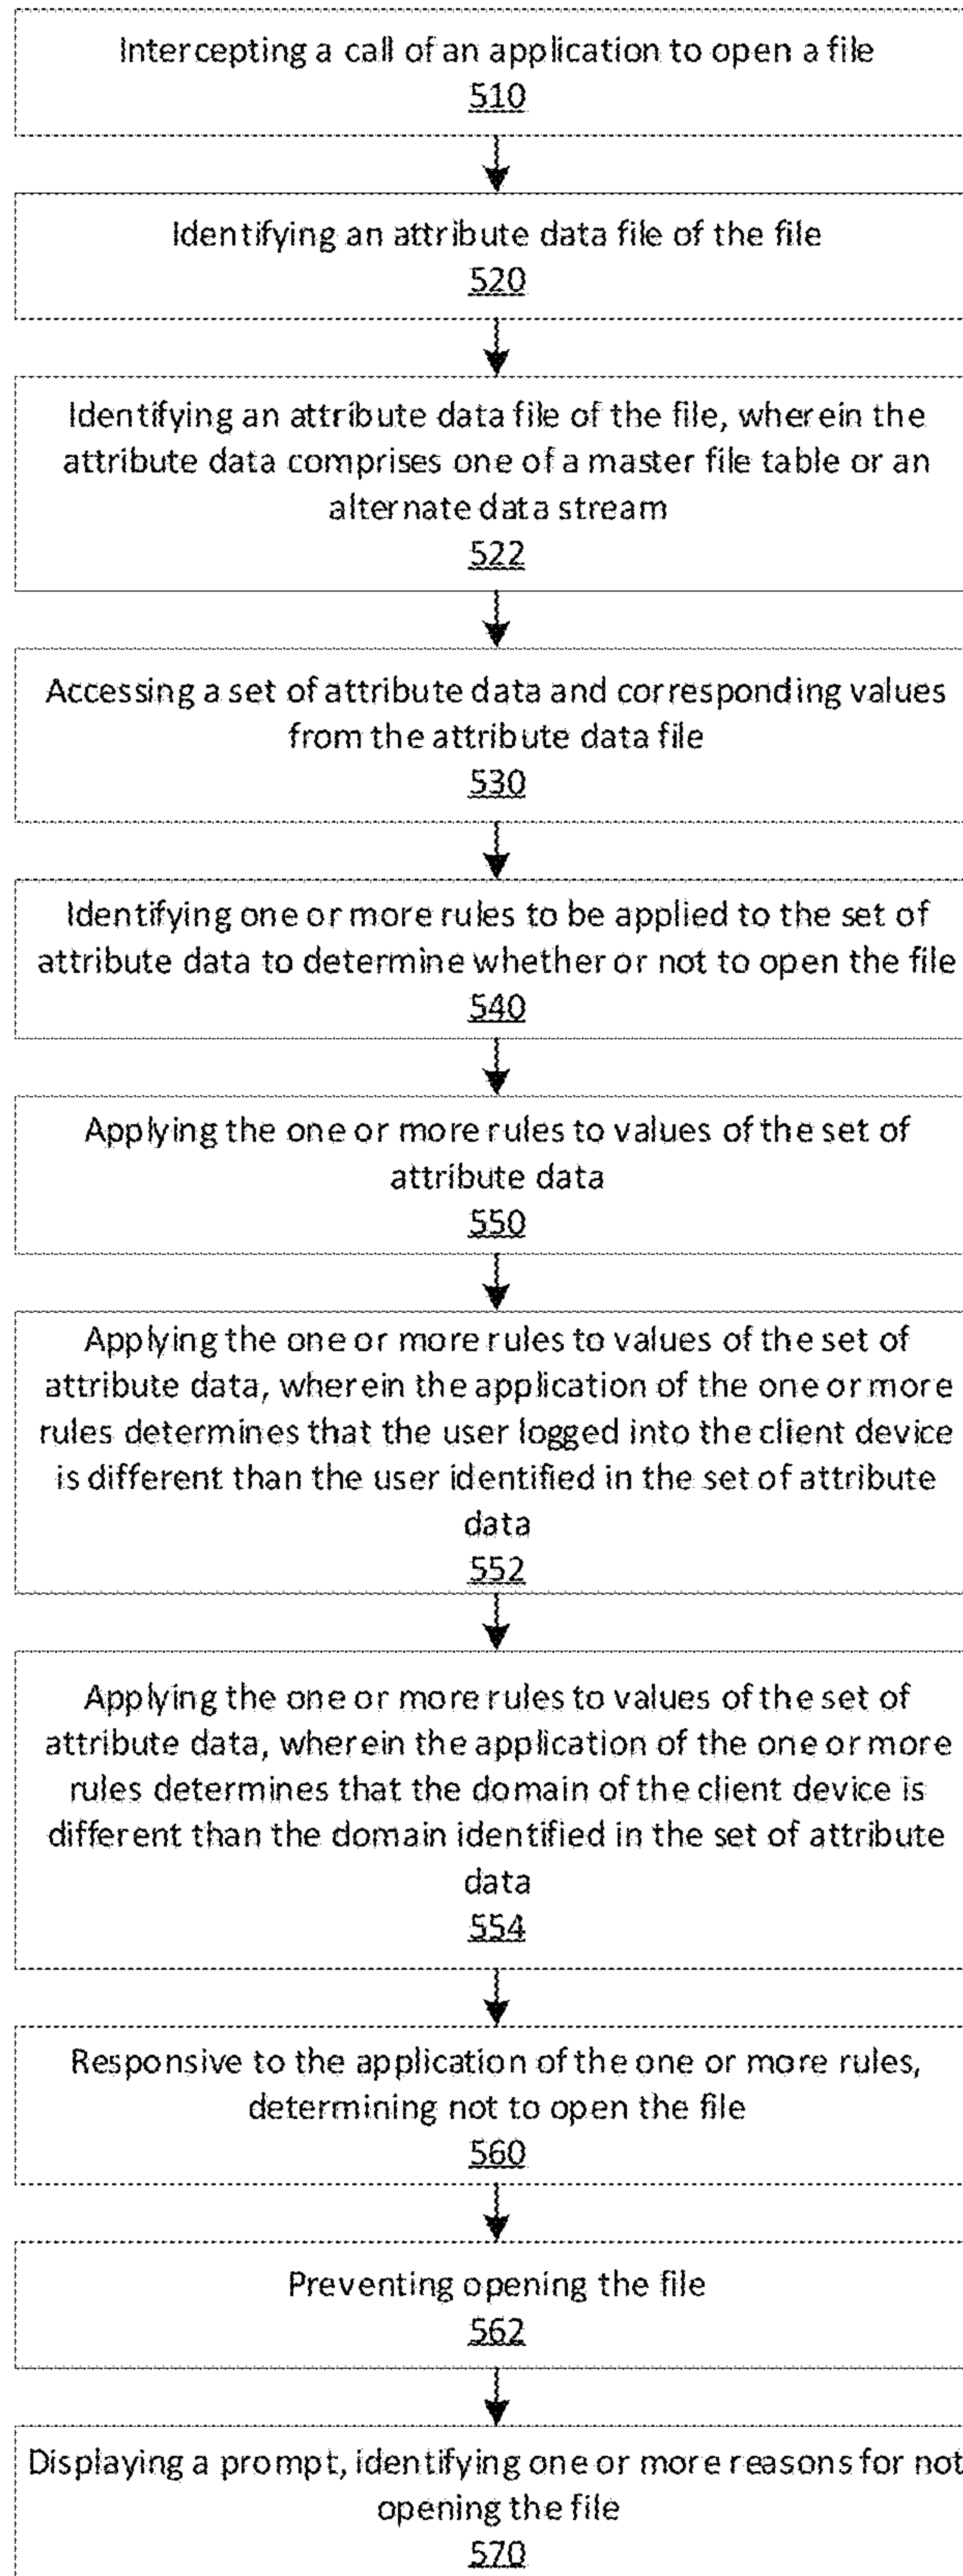 Intercepting a call of an application to open a file
510
Identifying an attribute data file of the file
520
Identifying an attribute data file of the file, wherein the
attribute data comprises one of a master file table or an
alternate data stream
522
Accessing a set of attribute data and corresponding values
from the attribute data file
530
Identifying one or more rules to be applied to the set of
attribute data to determine whether or not to open the file
540
Applying the one or more rules to values of the set of
attribute data
550
Applying the one or more rules to values of the set of
attribute data, wherein the application of the one or more
rules determines that the user logged into the client device
is different than the user identified in the set of attribute
data
552
Applying the one or more rules to values of the set of
attribute data, wherein the application of the one or more
rules determines that the domain of the client device is
different than the domain identified in the set of attribute
data
554
Responsive to the application of the one or more rules,
determining not to open the file
560
Preventing opening the file
562
Displaying a prompt, identifying one or more reasons for not
opening the file
570